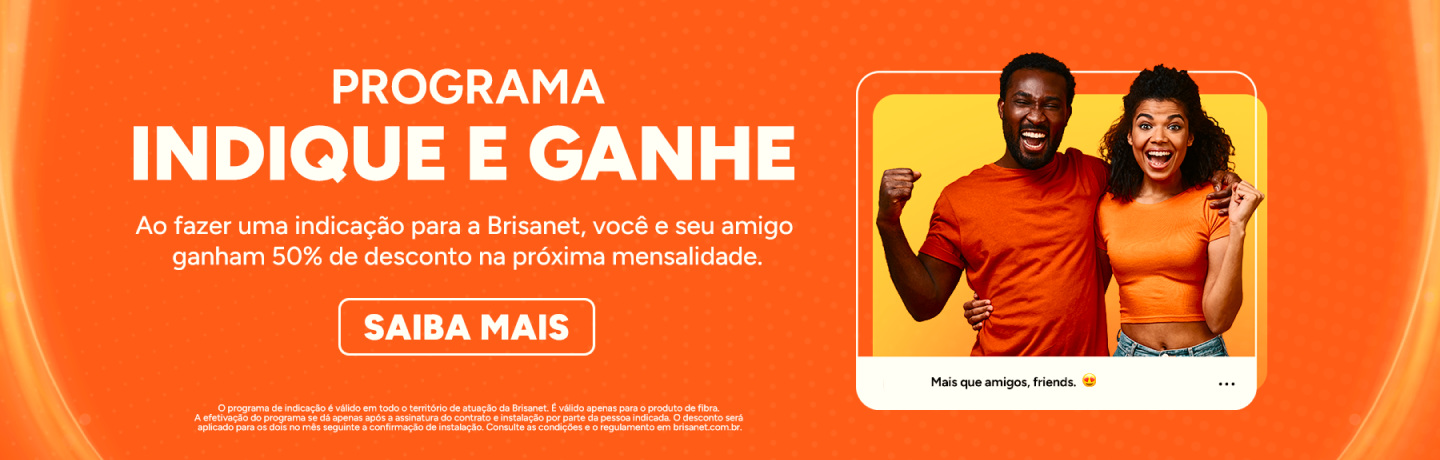 PROGRAMA
INDIQUE E GANHE
Ao fazer uma indicação para a Brisanet, você e seu amigo
ganham 50% de desconto na próxima mensalidade.
SAIBA MAIS
O programa de indicação é válido em todo o território de atuação da Brisanet. É válido apenas para o produto de fibra.
A efetivação do programa se dá apenas após a assinatura do contrato e instalação por parte da pessoa indicada. O desconto será
aplicado para os dois no mês seguinte a confirmação de instalação. Consulte as condições e o regulamento em brisanet.com.br.
Mais que amigos, friends. 😍